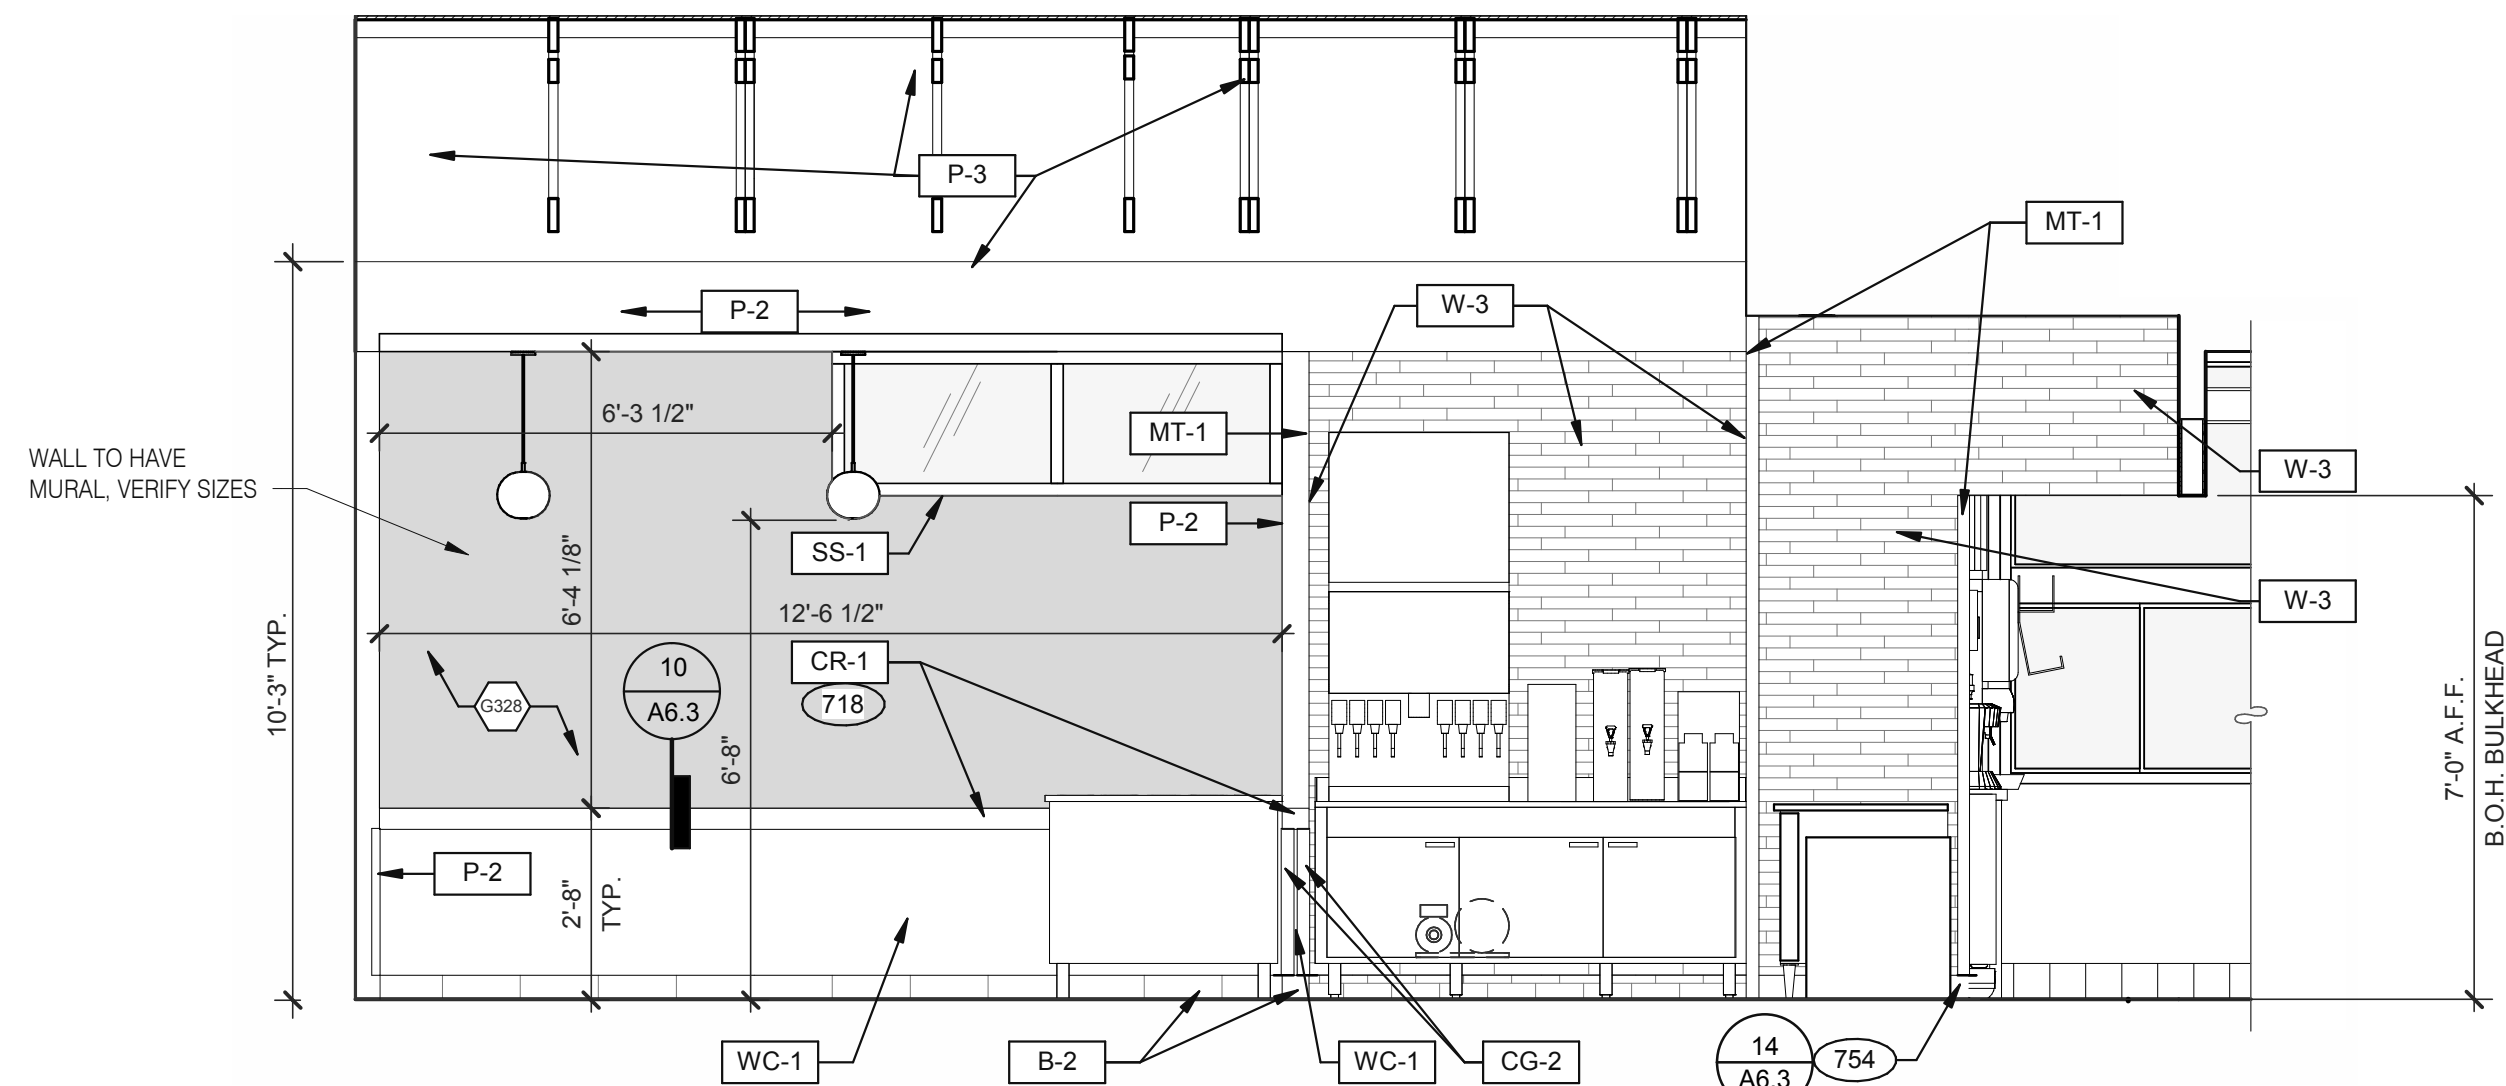 P-3
MT-1
P-2
W-3
6'-3 1/2"
MT-1
WALL TO HAVE
MURAL, VERIFY SIZES
W-3
P-2
SS-1
6'-4 1/8"
12'-6 1/2"
W-3
10'-3" TYP.
CR-1
718
10
A6.3
G328
6'-8"
7'-0" A.F.F.
B.O.H. BULKHEAD
P-2
2'-8"
TYP.
WC-1
B-2
WC-1
CG-2
14
A6.3
754